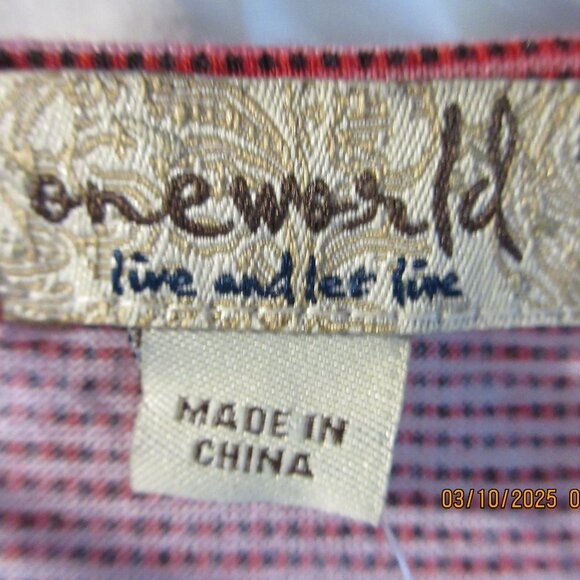 oneworld
live and let live
MADE IN
CHINA
03/10/2025